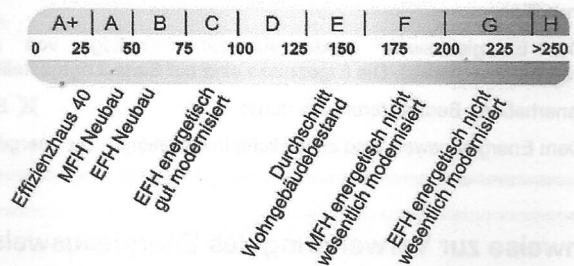 A+ A B C D E F G H
0 25 50 75 100 125 150 175 200 225 >250
Effizienzhaus 40
MFH Neubau
EFH Neubau
EFH energetisch
gut modernisiert
Durchschnitt
Wohngebäudebestand
MFH energetisch nicht
wesentlich modernisiert
EFH energetisch nicht
wesentlich modernisiert